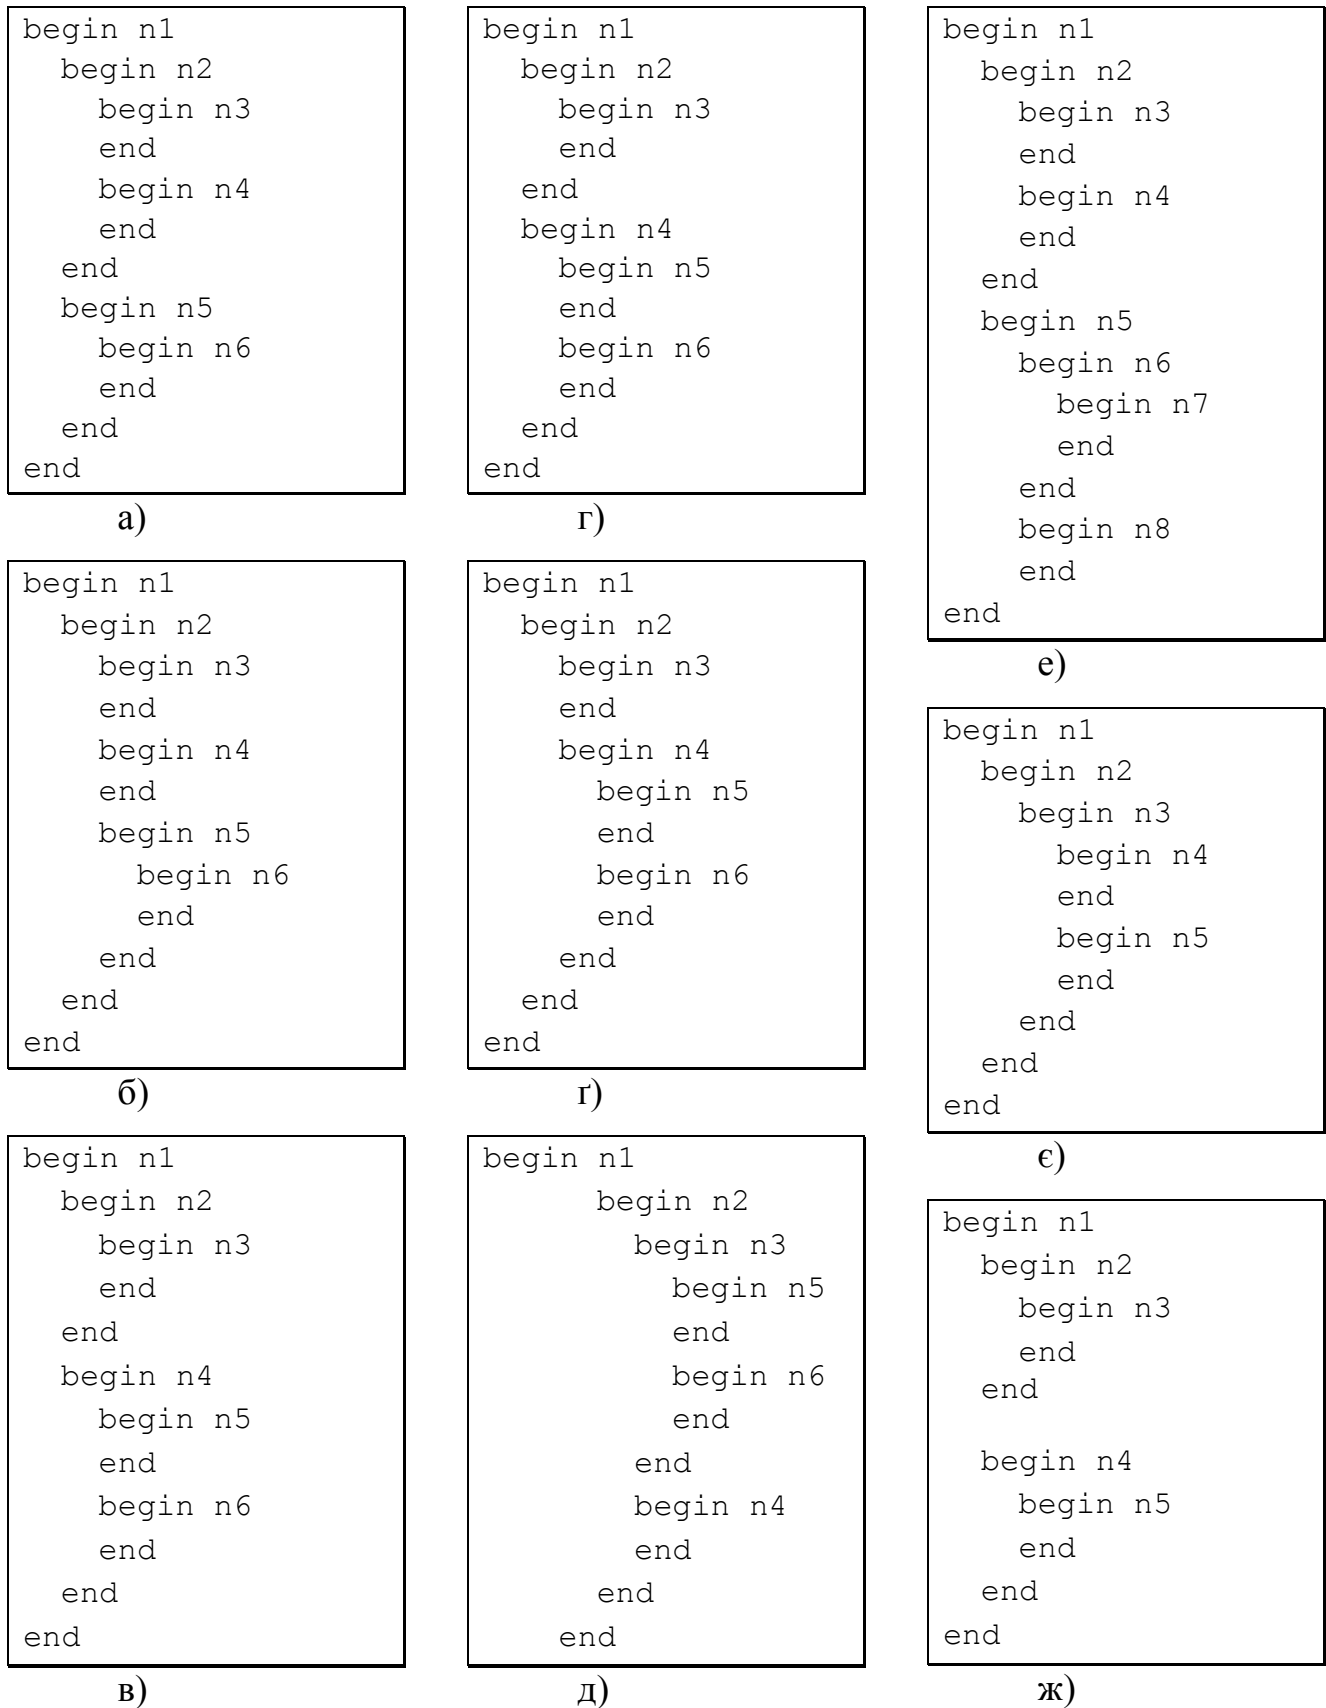 begin n1
  begin n2
    begin n3
    end
    begin n4
    end
  end
  begin n5
    begin n6
    end
  end
end
а)
begin n1
  begin n2
    begin n3
    end
    begin n4
    end
    begin n5
      begin n6
      end
    end
  end
end
б)
begin n1
  begin n2
    begin n3
    end
  end
  begin n4
    begin n5
    end
    begin n6
    end
  end
end
в)
begin n1
  begin n2
    begin n3
    end
  end
  begin n4
    begin n5
    end
    begin n6
    end
  end
end
г)
begin n1
  begin n2
    begin n3
    end
    begin n4
      begin n5
      end
      begin n6
      end
    end
  end
end
ґ)
begin n1
      begin n2
        begin n3
          begin n5
          end
          begin n6
          end
        end
        begin n4
        end
      end
    end
д)
begin n1
  begin n2
    begin n3
    end
    begin n4
    end
  end
  begin n5
    begin n6
      begin n7
      end
    end
    begin n8
    end
end
е)
begin n1
  begin n2
    begin n3
      begin n4
      end
      begin n5
      end
    end
  end
end
є)
begin n1
  begin n2
    begin n3
    end
  end
  begin n4
    begin n5
    end
  end
end
ж)